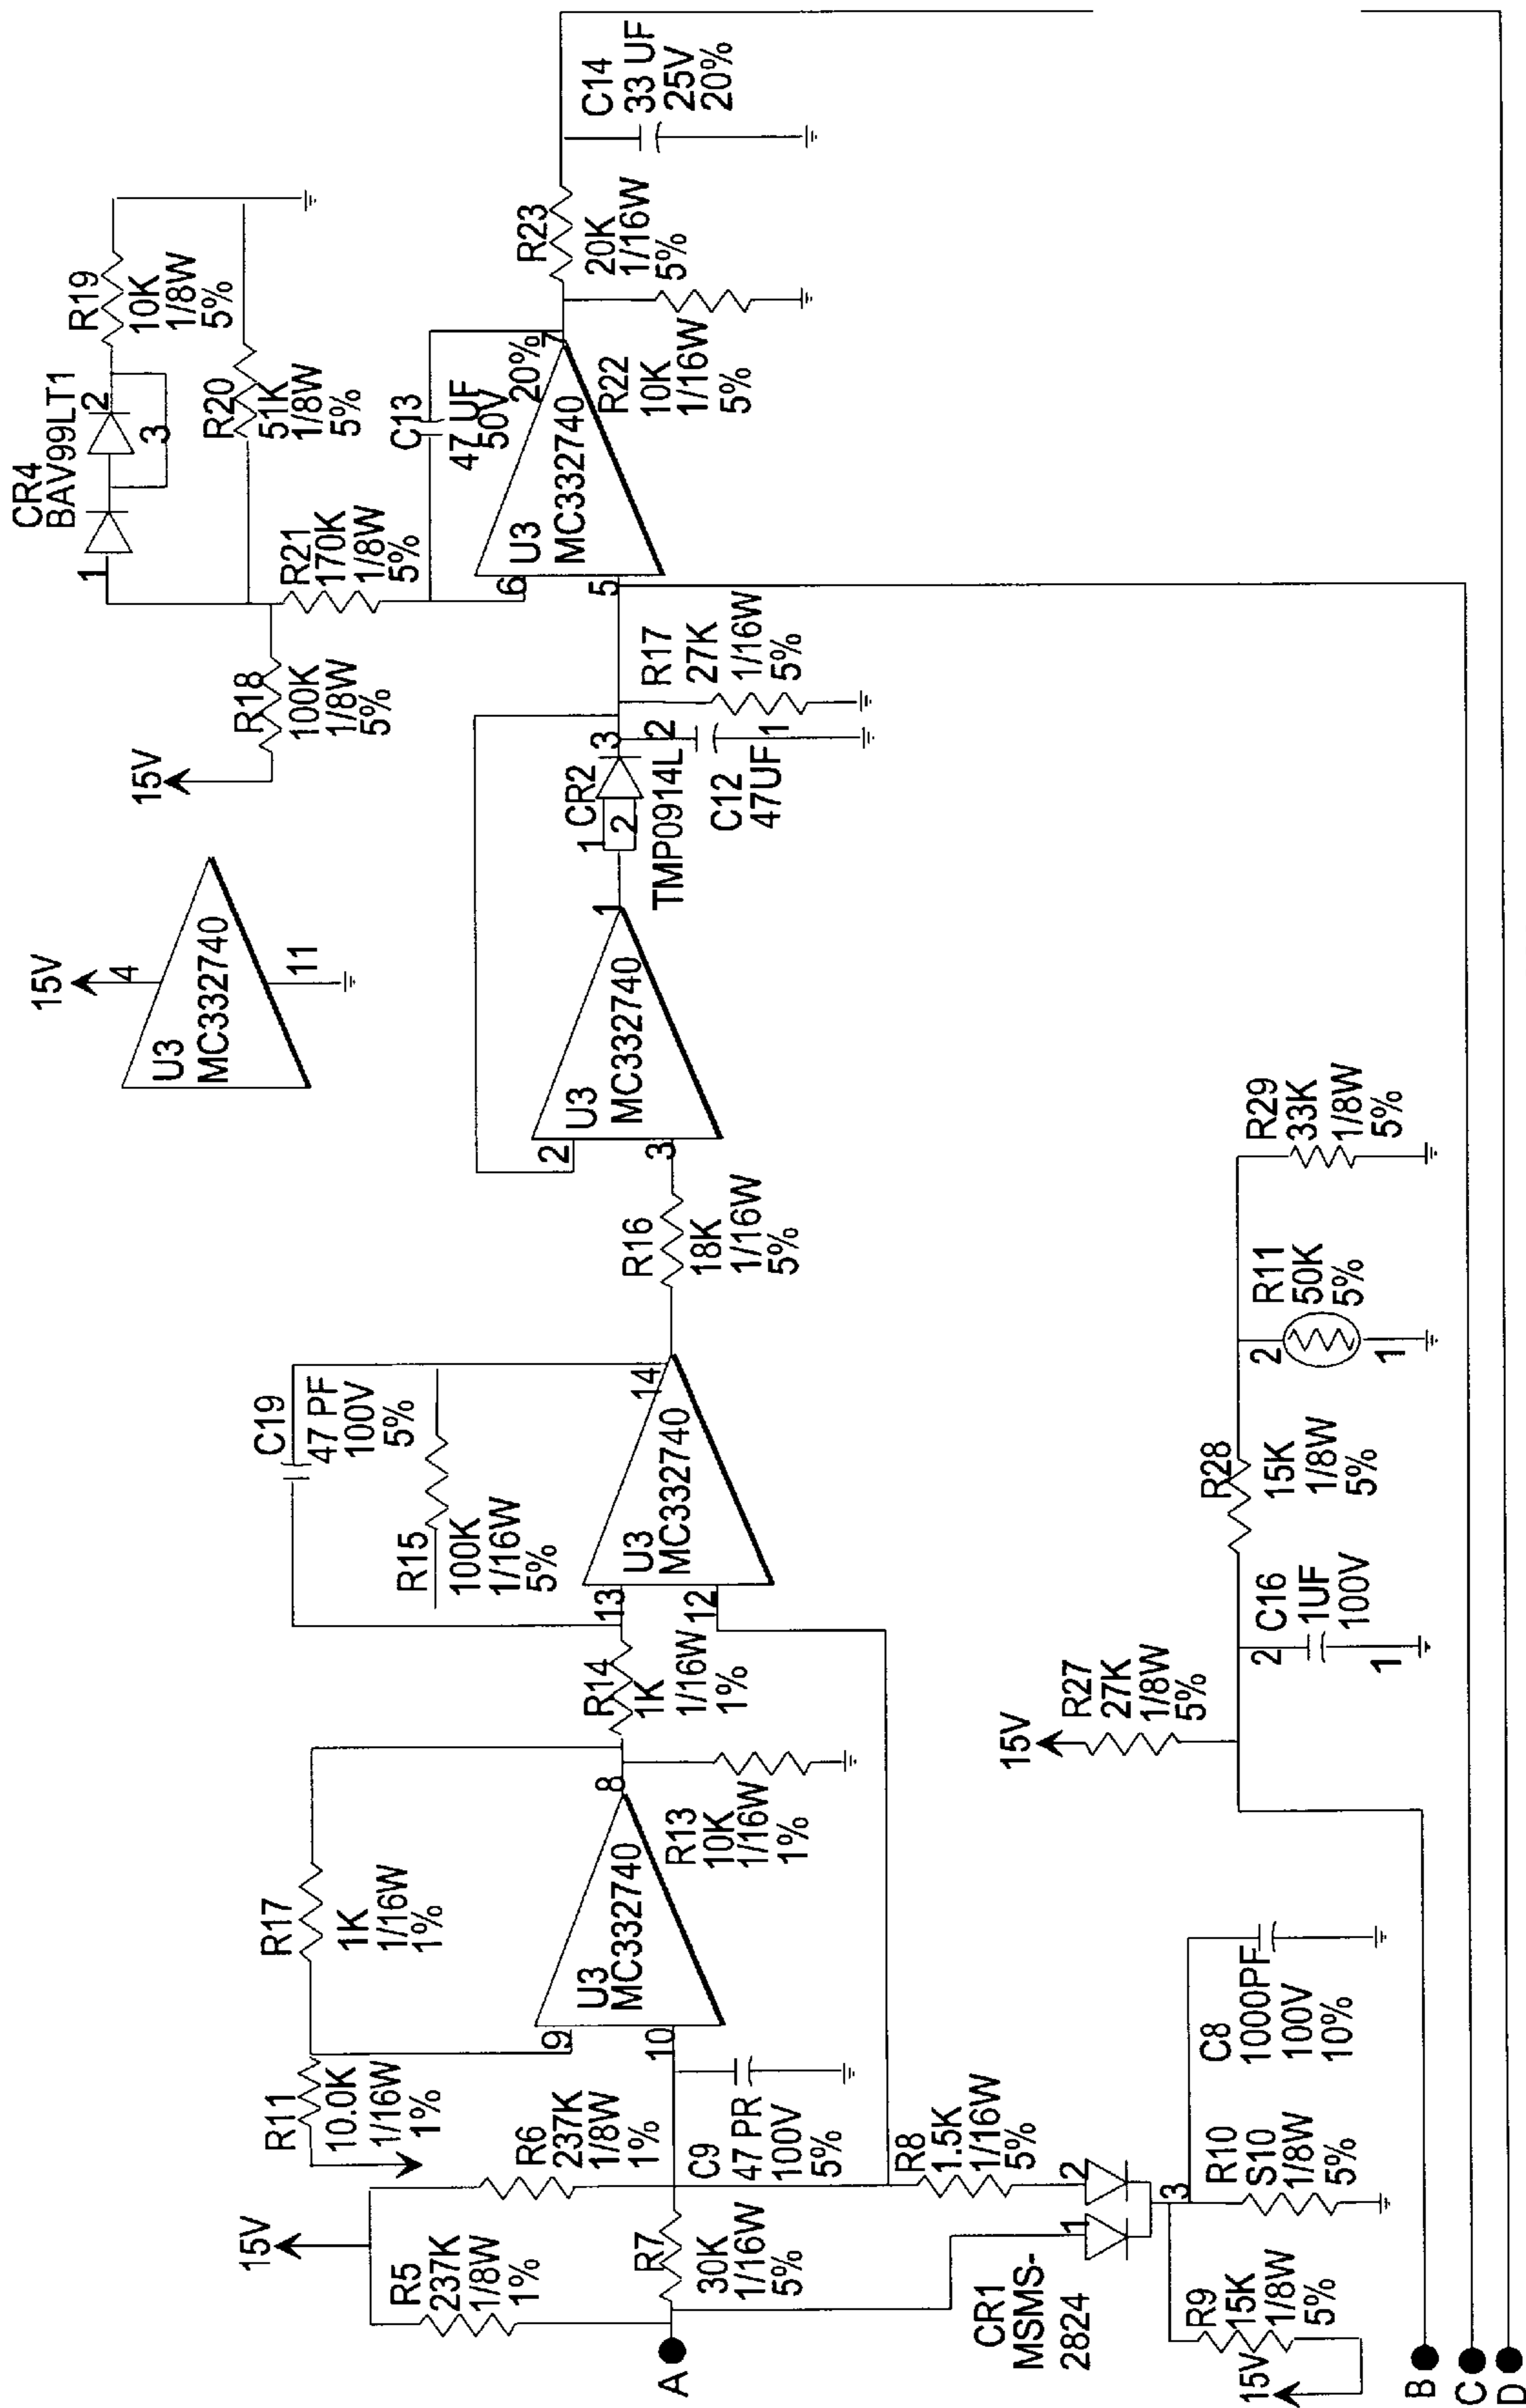 15V
R5
237K
1/8W
1%
A
R7
30K
1/16W
5%
R6
237K
1/8W
1%
R11
10.0K
1/16W
1%
C9
47 PR
100V
5%
R8
1.5K
1/16W
5%
CR1
MSMS-
2824
1
2
3
R9
15K
1/8W
5%
15V
R10
S10
1/8W
5%
C8
1000PF
100V
10%
B
C
D
R17
1K
1/16W
1%
9
10
8
U3
MC332740
R13
10K
1/16W
1%
R14
1K
1/16W
1%
C19
47 PF
100V
5%
R15
100K
1/16W
5%
13
12
14
U3
MC332740
R16
18K
1/16W
5%
15V
R27
27K
1/8W
5%
2
C16
1UF
100V
1
R28
15K
1/8W
5%
R11
50K
5%
2
1
R29
33K
1/8W
5%
15V
4
U3
MC332740
11
2
3
1
U3
MC332740
1
2
CR2
3
TMP0914L
2
1
C12
47UF
R17
27K
1/16W
5%
15V
R18
100K
1/8W
5%
CR4
BAV99LT1
1
2
3
R19
10K
1/8W
5%
R20
51K
1/8W
5%
R21
170K
1/8W
5%
C13
47 UF
50V
20%
6
5
7
U3
MC332740
R22
10K
1/16W
5%
R23
20K
1/16W
5%
C14
33 UF
25V
20%